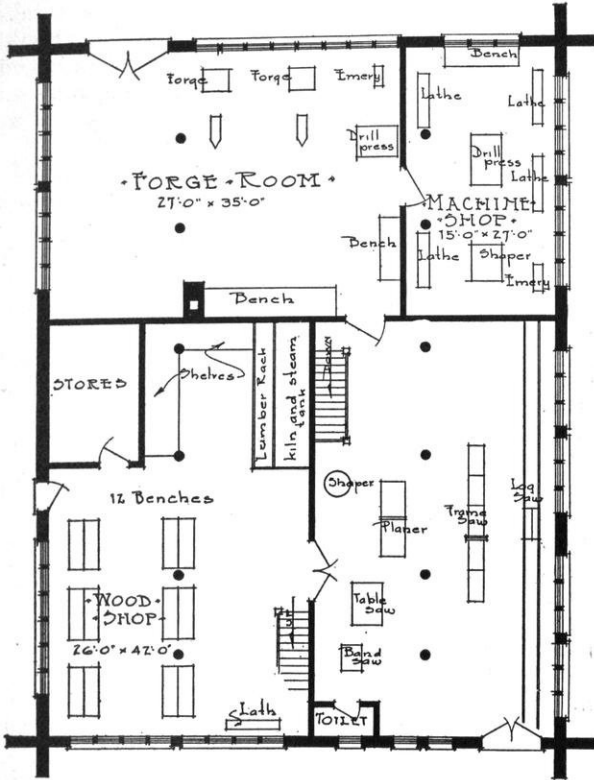 Bench
Forge
Forge
Emery
Lathe
Lathe
Drill
press
Drill
press
Lathe
FORGE - ROOM
27'-0" x 35'-0"
MACHINE
SHOP
15'-0" x 27'-0"
Bench
Lathe
Shaper
Emery
Bench
STORES
Shelves
Lumber Rack
kiln and steam
tank
Down
12 Benches
Shaper
Planer
Frame
Saw
Log
Saw
WOOD
SHOP
26'-0" x 42'-0"
Table
Saw
Band
Saw
Lath
TOILET